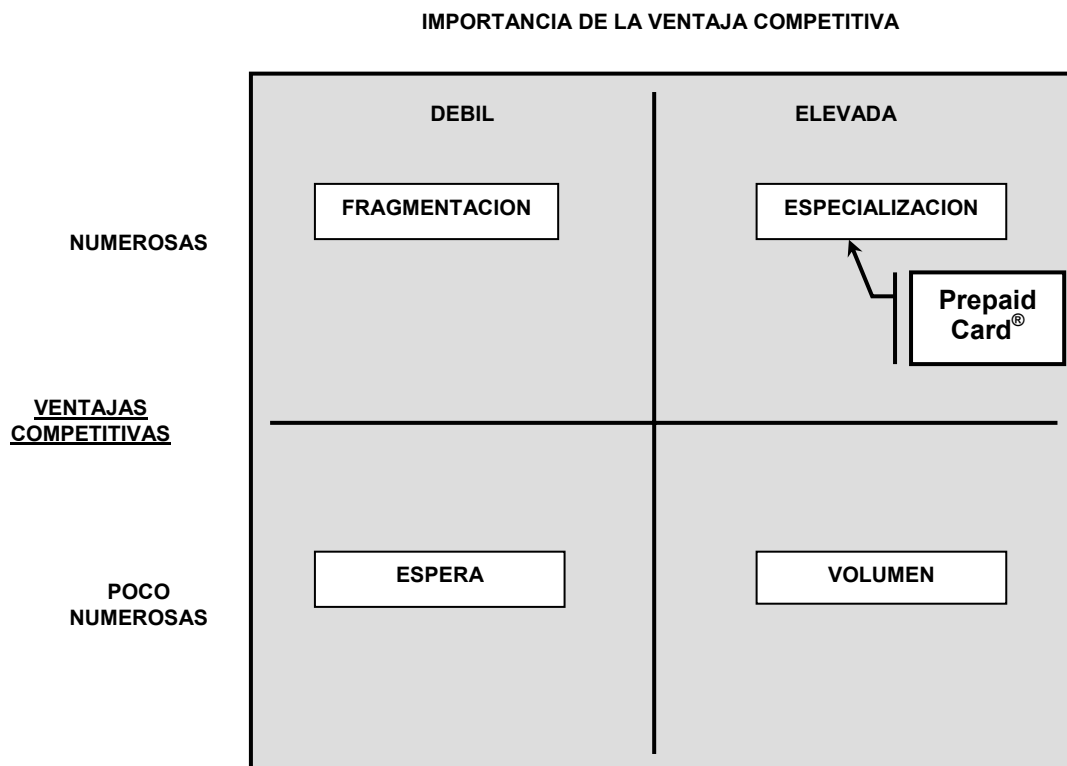 IMPORTANCIA DE LA VENTAJA COMPETITIVA
DEBIL
ELEVADA
FRAGMENTACION
ESPECIALIZACION
NUMEROSAS
Prepaid
Card®
VENTAJAS
COMPETITIVAS
ESPERA
VOLUMEN
POCO
NUMEROSAS